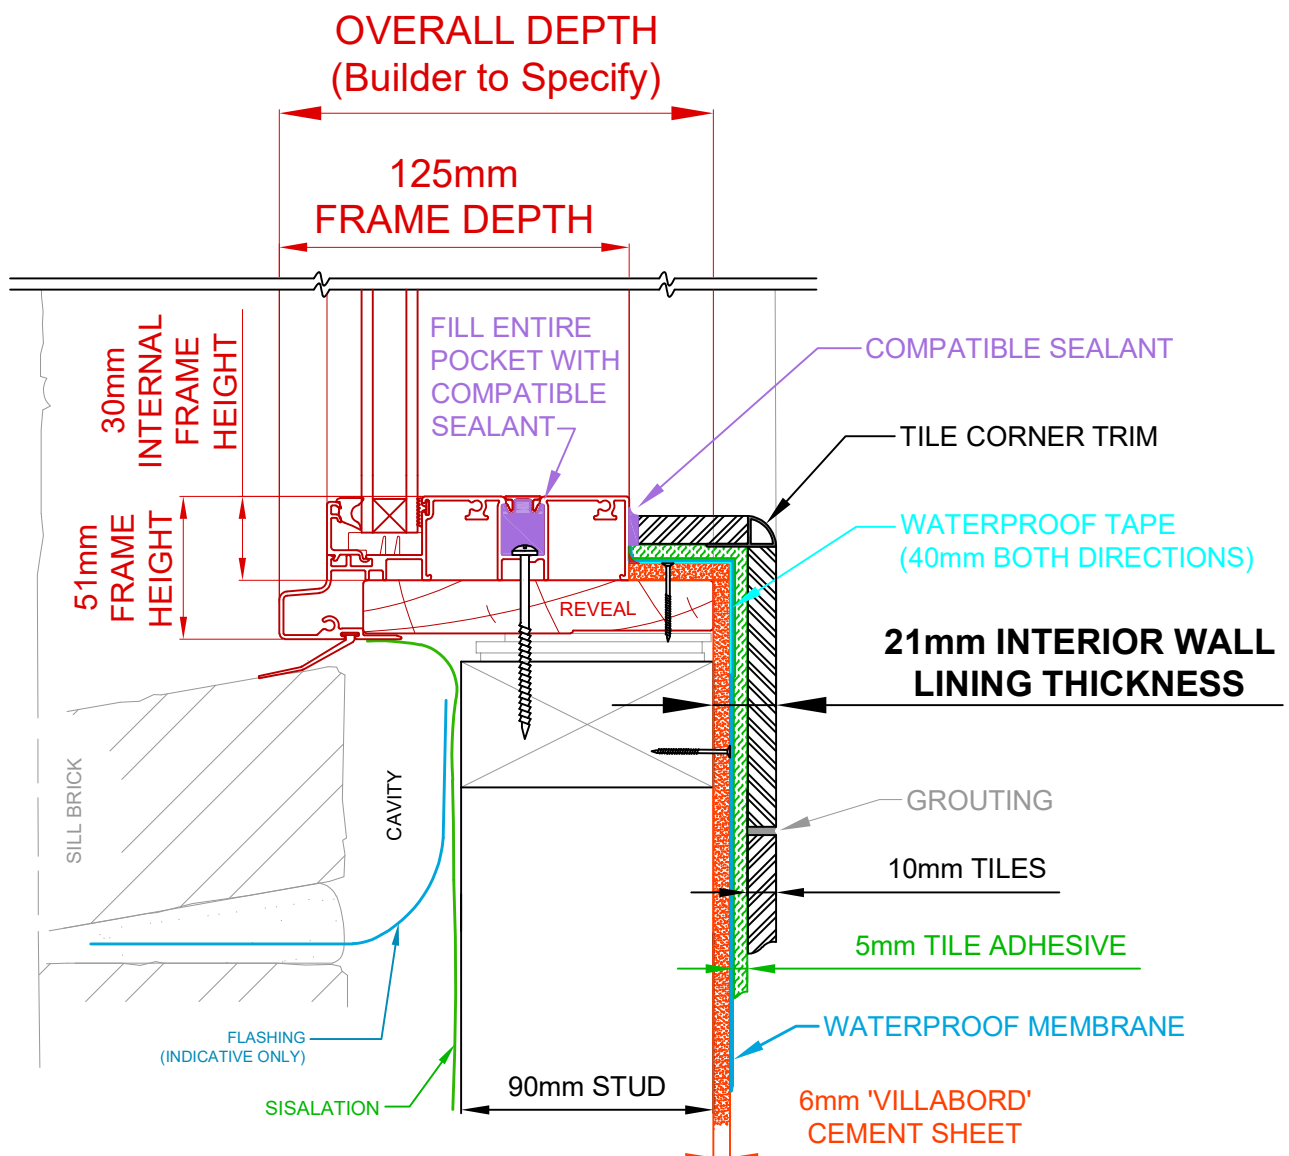 OVERALL DEPTH
(Builder to Specify)
125mm
FRAME DEPTH
30mm
INTERNAL
FRAME
HEIGHT
51mm
FRAME
HEIGHT
FILL ENTIRE
POCKET WITH
COMPATIBLE
SEALANT
COMPATIBLE SEALANT
TILE CORNER TRIM
WATERPROOF TAPE
(40mm BOTH DIRECTIONS)
REVEAL
21mm INTERIOR WALL
LINING THICKNESS
SILL BRICK
CAVITY
GROUTING
10mm TILES
5mm TILE ADHESIVE
WATERPROOF MEMBRANE
FLASHING
(INDICATIVE ONLY)
SISALATION
90mm STUD
6mm 'VILLABORD'
CEMENT SHEET